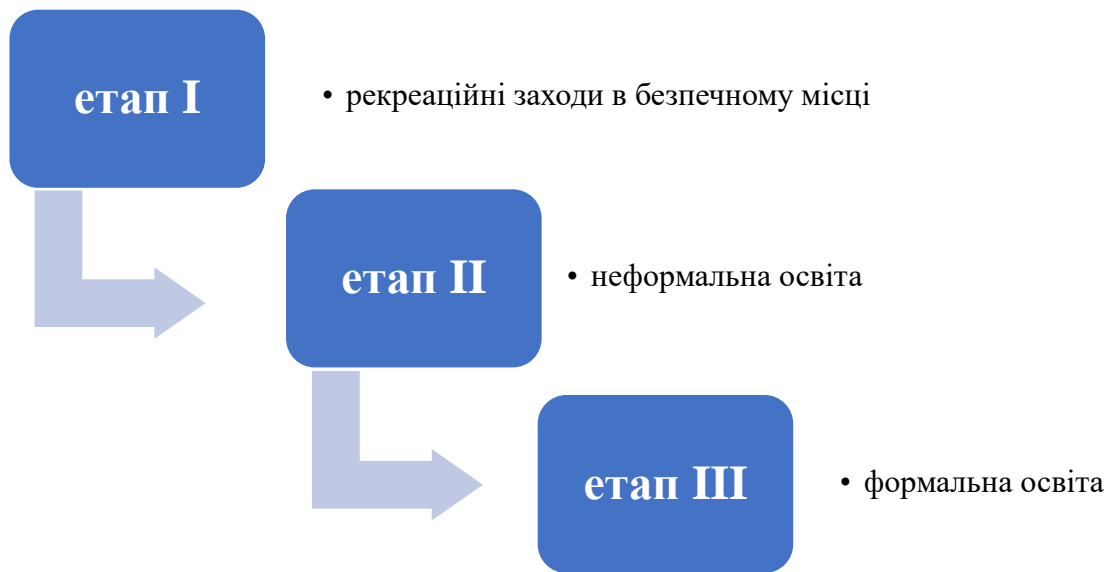 етап I
• рекреаційні заходи в безпечному місці
етап II
• неформальна освіта
етап III
• формальна освіта